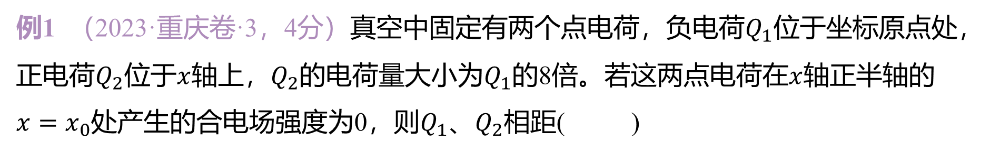 例1 （2023·重庆卷·3，4分）真空中固定有两个点电荷，负电荷Q₁位于坐标原点处，
正电荷Q₂位于x轴上，Q₂的电荷量大小为Q₁的8倍。若这两点电荷在x轴正半轴的
x = x₀处产生的合电场强度为0，则Q₁、Q₂相距(    )